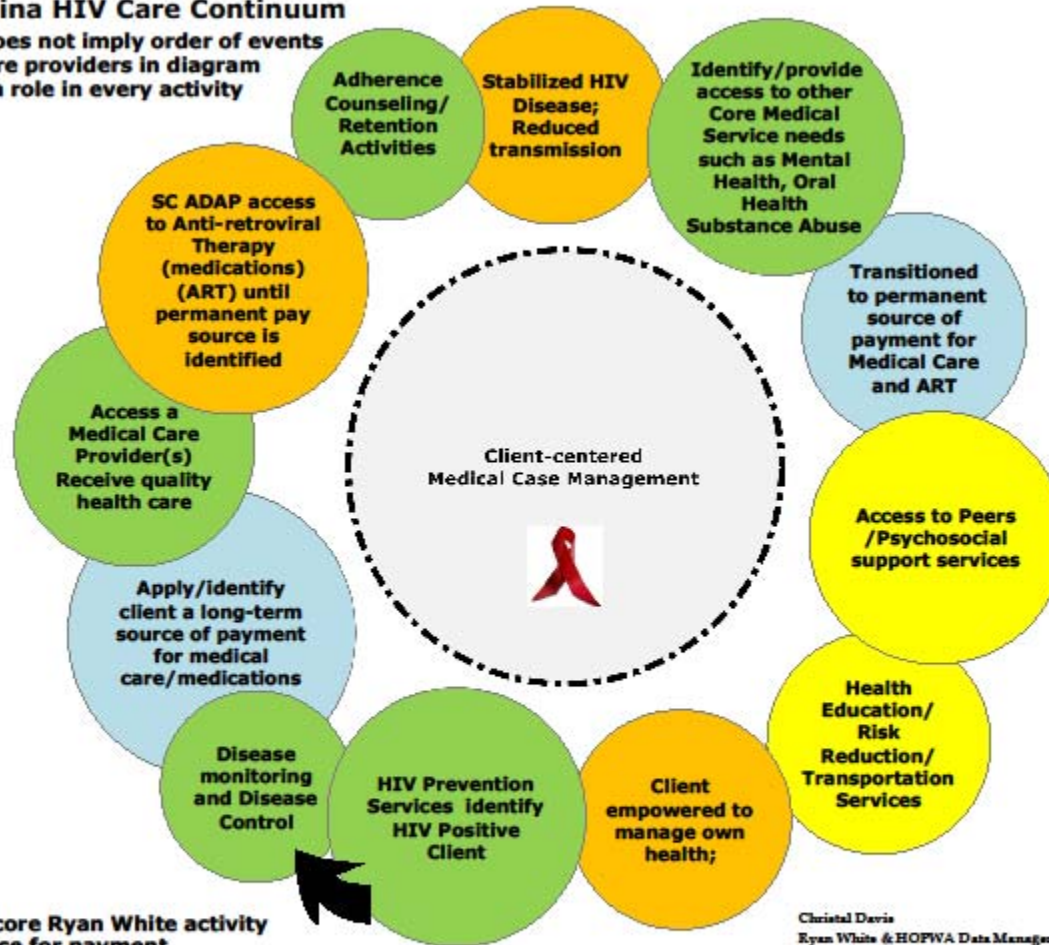 ina HIV Care Continuum
oes not imply order of events
re providers in diagram
role in every activity
Adherence
Counseling/
Retention
Activities
Stabilized HIV
Disease;
Reduced
transmission
Identify/provide
access to other
Core Medical
Service needs
such as Mental
Health, Oral
Health
Substance Abuse
SC ADAP access
to Anti-retroviral
Therapy
(medications)
(ART) until
permanent pay
source is
identified
Transitioned
to permanent
source of
payment for
Medical Care
and ART
Access a
Medical Care
Provider(s)
Receive quality
health care
Client-centered
Medical Case Management
Access to Peers
/Psychosocial
support services
Apply/identify
client a long-term
source of payment
for medical
care/medications
Health
Education/
Risk
Reduction/
Transportation
Services
Disease
monitoring
and Disease
Control
HIV Prevention
Services identify
HIV Positive
Client
Client
empowered to
manage own
health;
core Ryan White activity
ce for payment
Christal Davis
Ryan White & HOPWA Data Manager